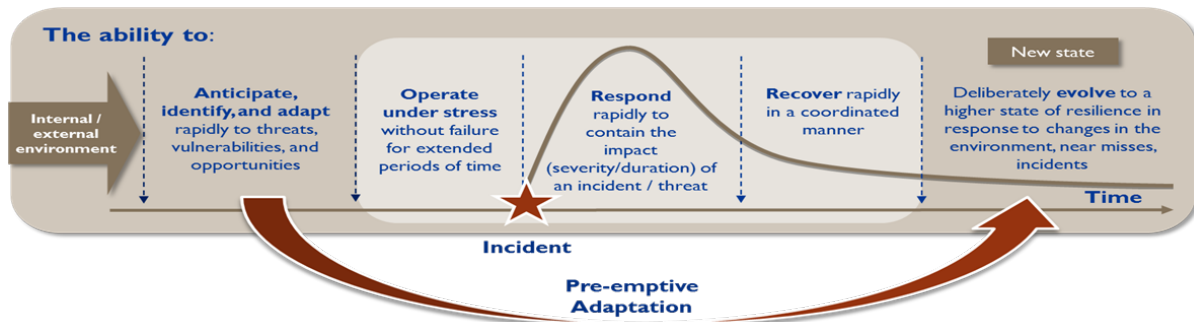 The ability to:
Internal /
external
environment
Anticipate,
identify, and adapt
rapidly to threats,
vulnerabilities, and
opportunities
Operate
under stress
without failure
for extended
periods of time
Respond
rapidly to
contain the
impact
(severity/duration) of
an incident / threat
Recover rapidly
in a coordinated
manner
New state
Deliberately evolve to a
higher state of resilience in
response to changes in the
environment, near misses,
incidents
Time
Incident
Pre-emptive
Adaptation